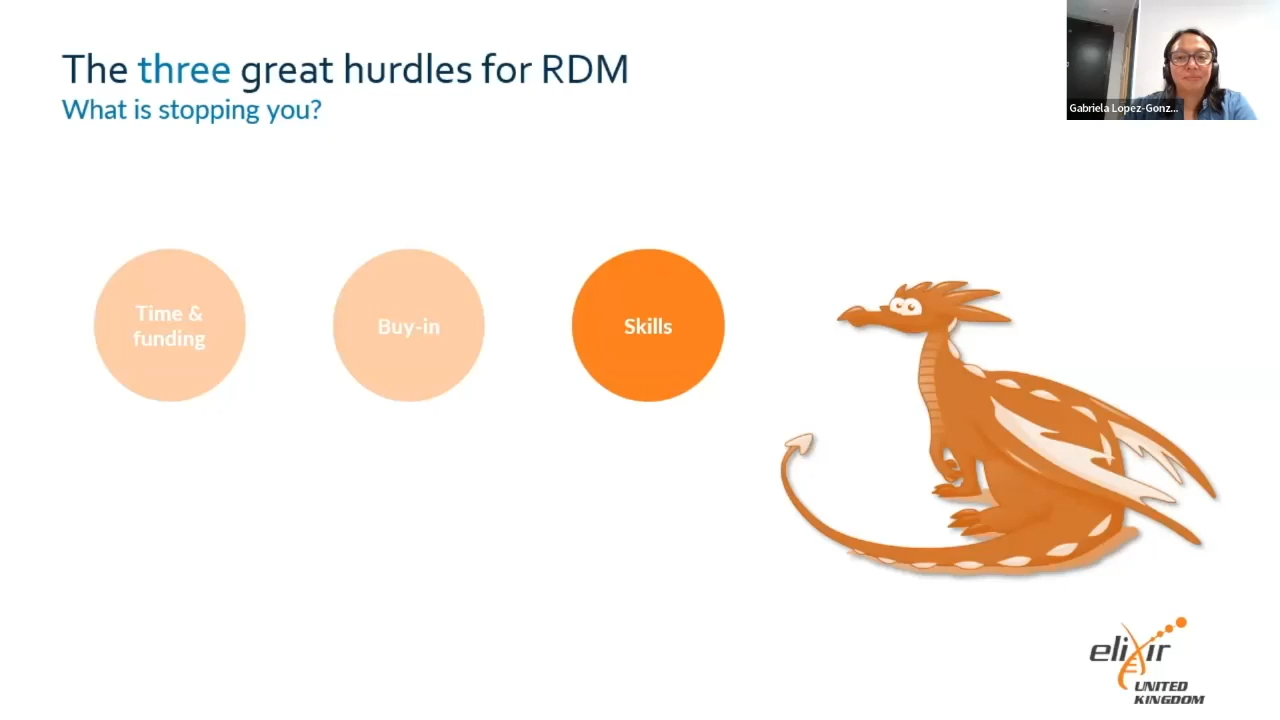 The three great hurdles for RDM
What is stopping you?
Gabriela Lopez-Gonz...
Time &
funding
Buy-in
Skills
elixir
UNITED
KINGDOM